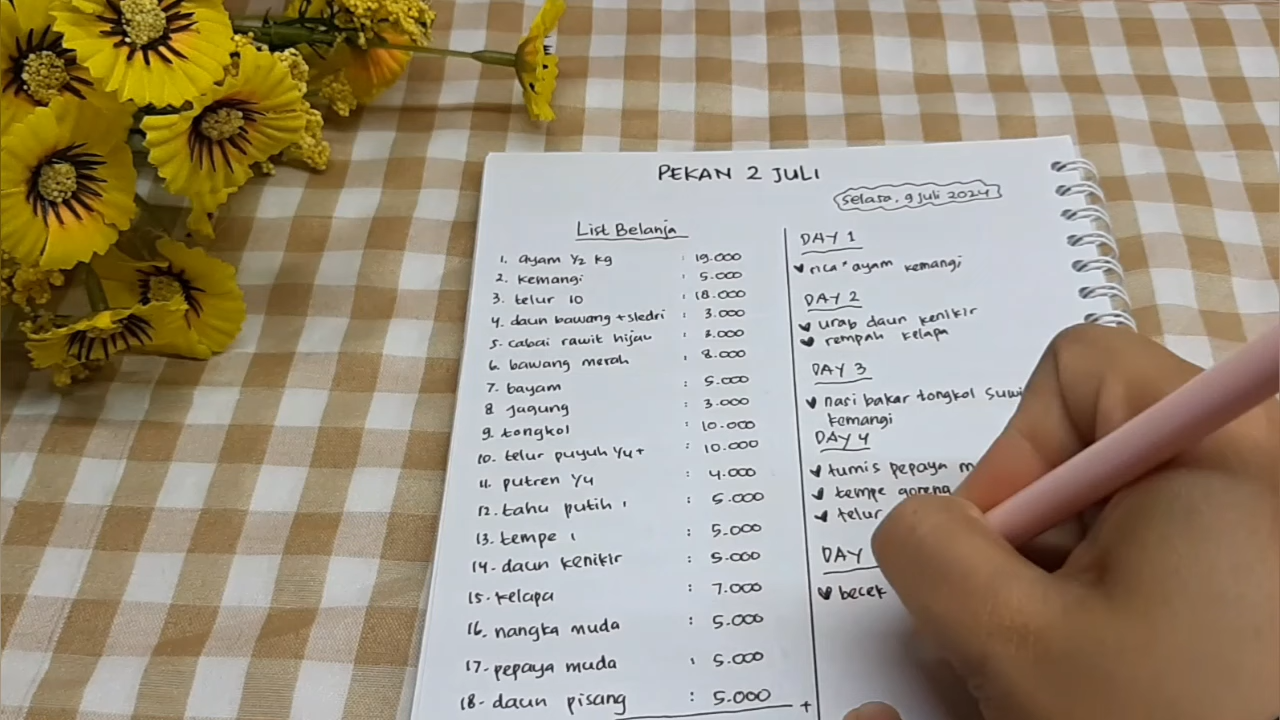 PEKAN 2 JULI
Selasa, 9 Juli 2024
List Belanja
1. ayam 1/2 kg : 19.000
2. kemangi : 5.000
3. telur 10 : 18.000
4. daun bawang + sledri : 3.000
5. cabai rawit hijau :
6. bawang merah : 8.000
7. bayam : 5.000
8. Jagung : 3.000
9. tongkol : 10.000
10. telur puyuh 1/4 + : 10.000
11. putren 1/4 : 4.000
12. tahu putih 1 : 5.000
13. tempe 1 : 5.000
14. daun kenikir : 5.000
15. kelapa : 7.000
16. nangka muda : 5.000
17. pepaya muda : 5.000
18. daun pisang : 5.000
+
DAY 1
rica" ayam kemangi
DAY 2
urap daun kenikir
rempah kelapa
DAY 3
nasi bakar tongkol suwi
kemangi
DAY 4
tumis pepaya m
tempe goreng
telur
DAY
becek